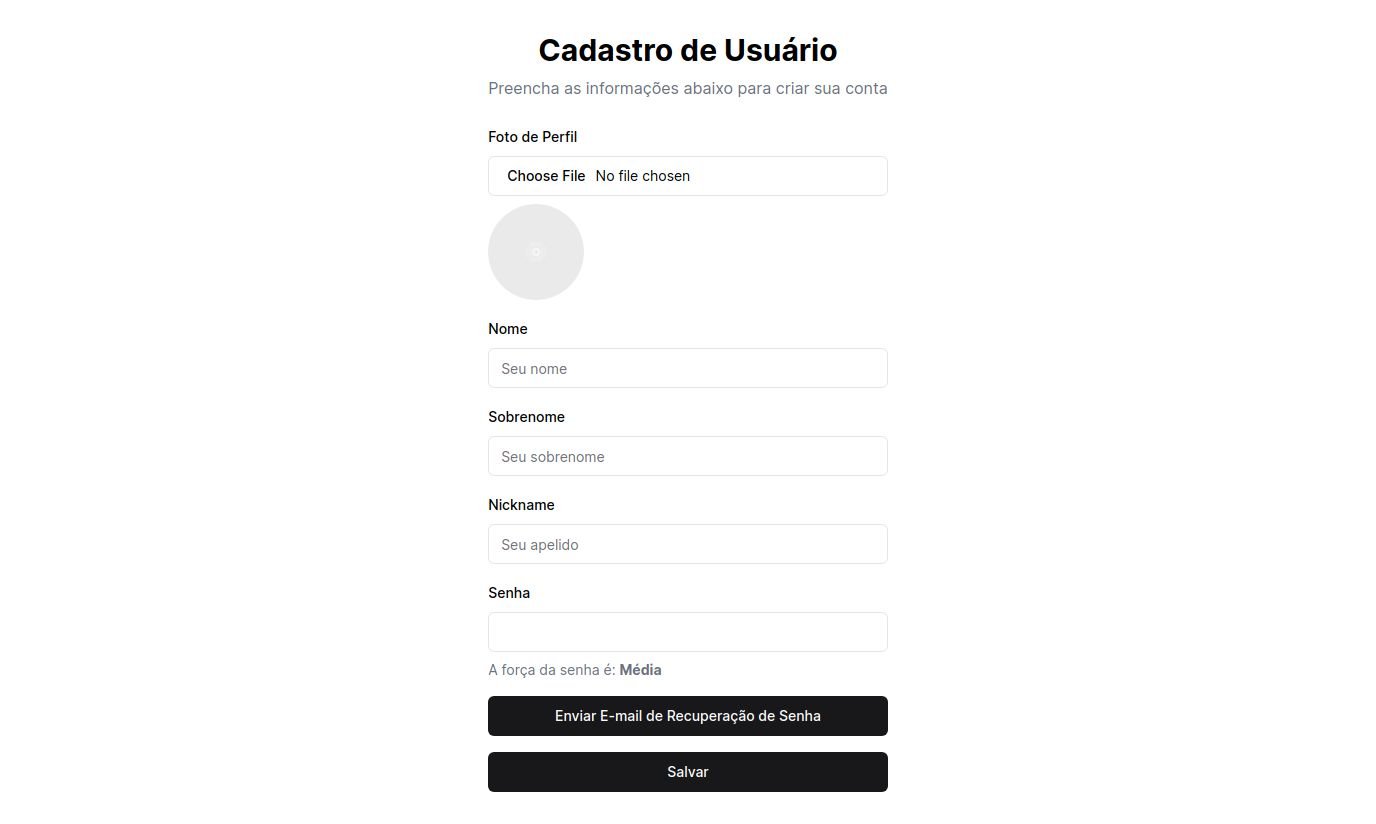 Cadastro de Usuário
Preencha as informações abaixo para criar sua conta
Foto de Perfil
Choose File No file chosen
Nome
Seu nome
Sobrenome
Seu sobrenome
Nickname
Seu apelido
Senha
A força da senha é: Média
Enviar E-mail de Recuperação de Senha
Salvar